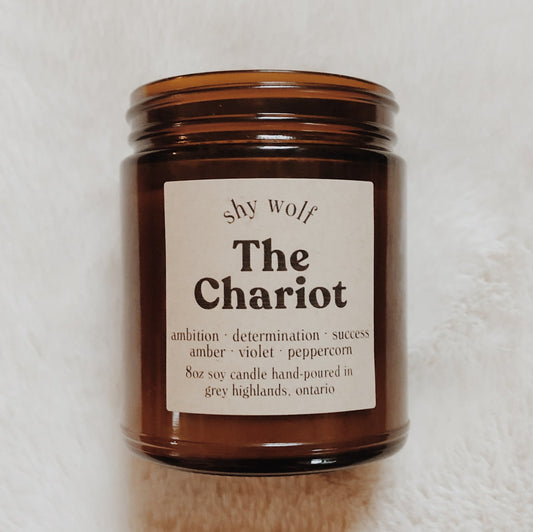 shy wolf
The
Chariot
ambition · determination · success
amber · violet · peppercorn
8oz soy candle hand-poured in
grey highlands, ontario